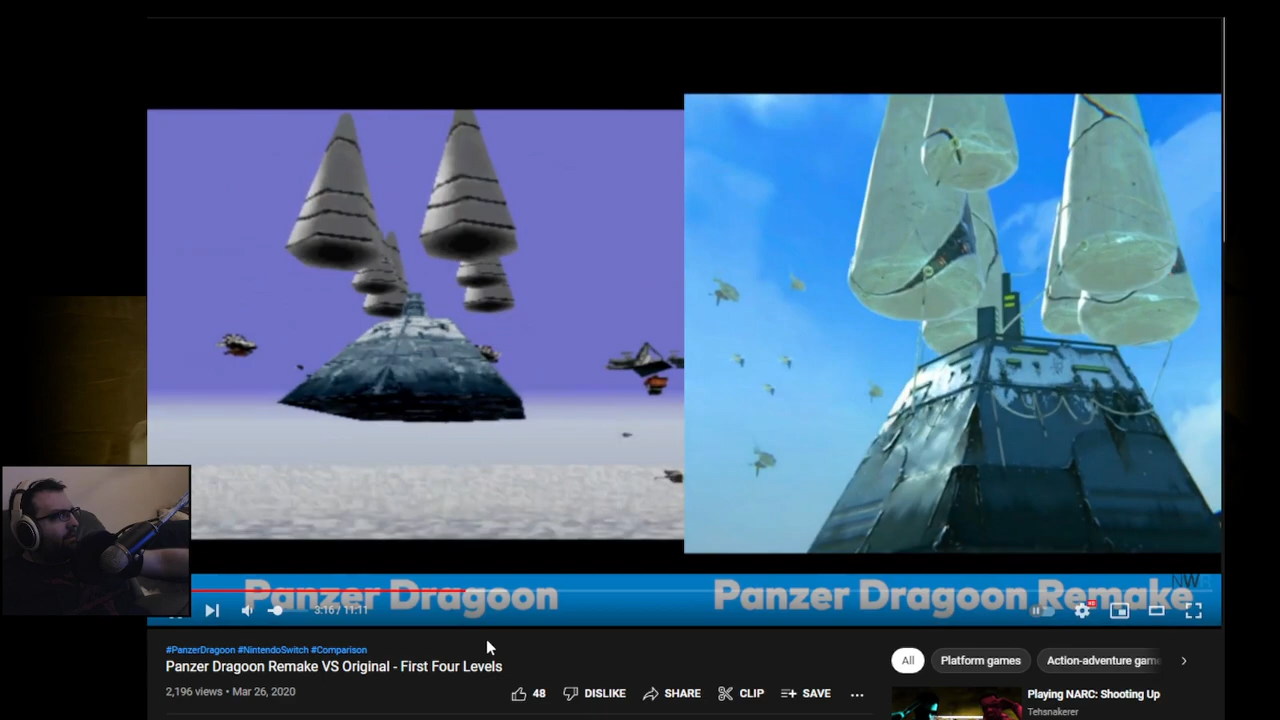 Panzer Dragoon
Panzer Dragoon Remake
NWR
3:16 / 11:11
#PanzerDragoon #NintendoSwitch #Comparison
Panzer Dragoon Remake VS Original - First Four Levels
2,196 views • Mar 26, 2020
48
DISLIKE
SHARE
CLIP
SAVE
All
Platform games
Action-adventure game
Playing NARC: Shooting Up
Tehsnakerer